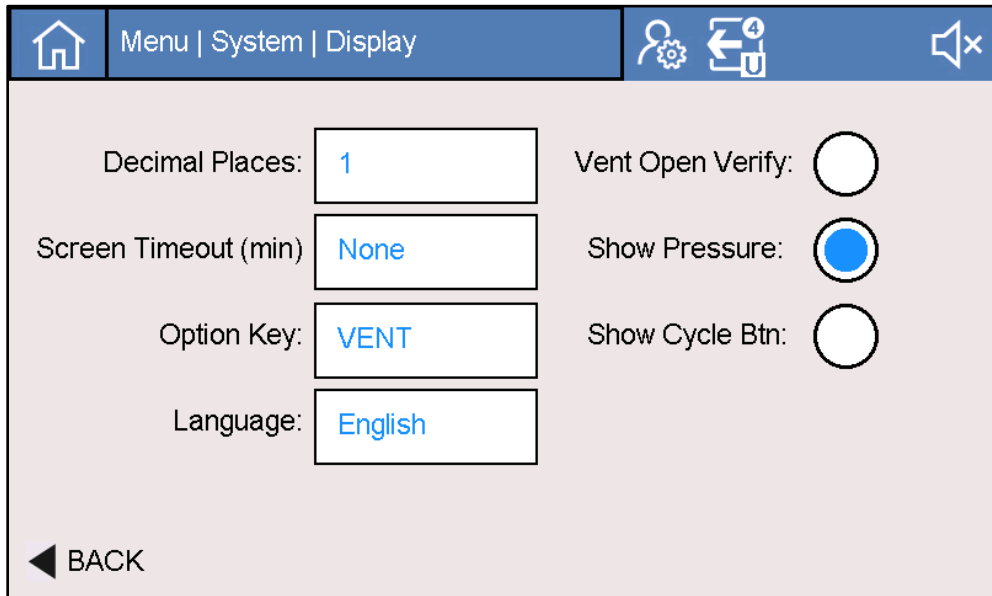 Menu | System | Display
4
U
Decimal Places: 1
Vent Open Verify:
Screen Timeout (min) None
Show Pressure:
Option Key: VENT
Show Cycle Btn:
Language: English
BACK